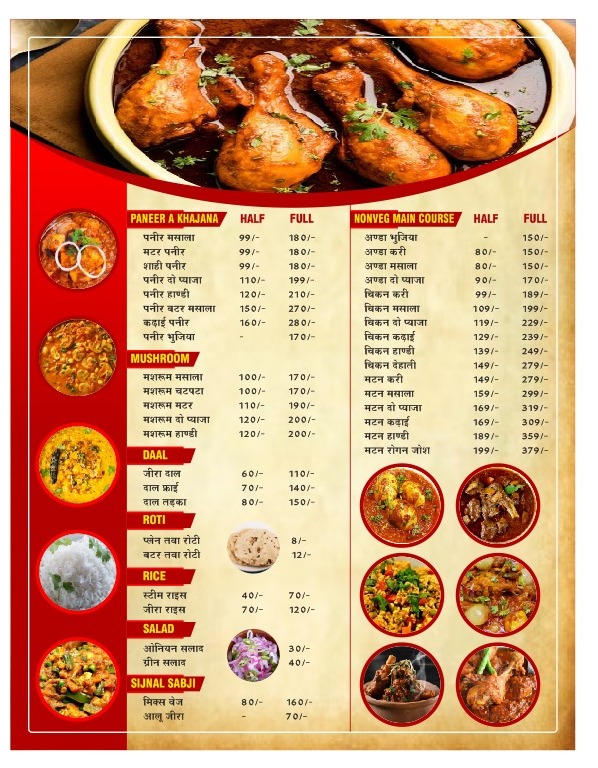 PANEER A KHAJANA HALF FULL
पनीर मसाला 99/- 180/-
मटर पनीर 99/- 180/-
शाही पनीर 99/- 180/-
पनीर दो प्याजा 110/- 199/-
पनीर हाण्डी 120/- 210/-
पनीर बटर मसाला 150/- 270/-
कढ़ाई पनीर 160/- 280/-
पनीर भुजिया - 170/-
MUSHROOM
मशरूम मसाला 100/- 170/-
मशरूम चटपटा 100/- 170/-
मशरूम मटर 110/- 190/-
मशरूम दो प्याजा 120/- 200/-
मशरूम हाण्डी 120/- 200/-
DAAL
जीरा दाल 60/- 110/-
दाल फ्राई 70/- 140/-
दाल तड़का 80/- 150/-
ROTI
प्लेन तवा रोटी 8/-
बटर तवा रोटी 12/-
RICE
स्टीम राइस 40/- 70/-
जीरा राइस 70/- 120/-
SALAD
ओनियन सलाद 30/-
ग्रीन सलाद 40/-
SIJNAL SABJI
मिक्स वेज 80/- 160/-
आलू जीरा - 70/-
NONVEG MAIN COURSE HALF FULL
अण्डा भुजिया - 150/-
अण्डा करी 80/- 150/-
अण्डा मसाला 80/- 150/-
अण्डा दो प्याजा 90/- 170/-
चिकन करी 99/- 189/-
चिकन मसाला 109/- 199/-
चिकन दो प्याजा 119/- 229/-
चिकन कढ़ाई 129/- 239/-
चिकन हाण्डी 139/- 249/-
चिकन देहाती 149/- 279/-
मटन करी 149/- 279/-
मटन मसाला 159/- 299/-
मटन दो प्याजा 169/- 319/-
मटन कढ़ाई 169/- 309/-
मटन हाण्डी 189/- 359/-
मटन रोगन जोश 199/- 379/-